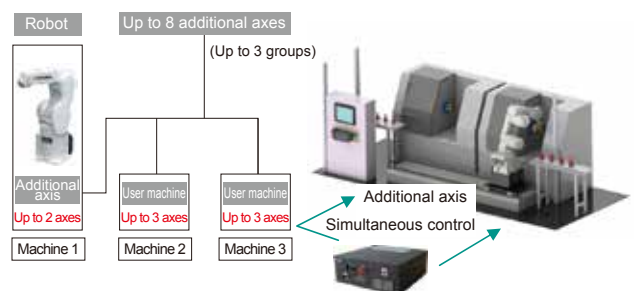 Robot
Up to 8 additional axes
(Up to 3 groups)
Additional
axis
Up to 2 axes
Machine 1
User machine
Up to 3 axes
Machine 2
User machine
Up to 3 axes
Machine 3
Additional axis
Simultaneous control